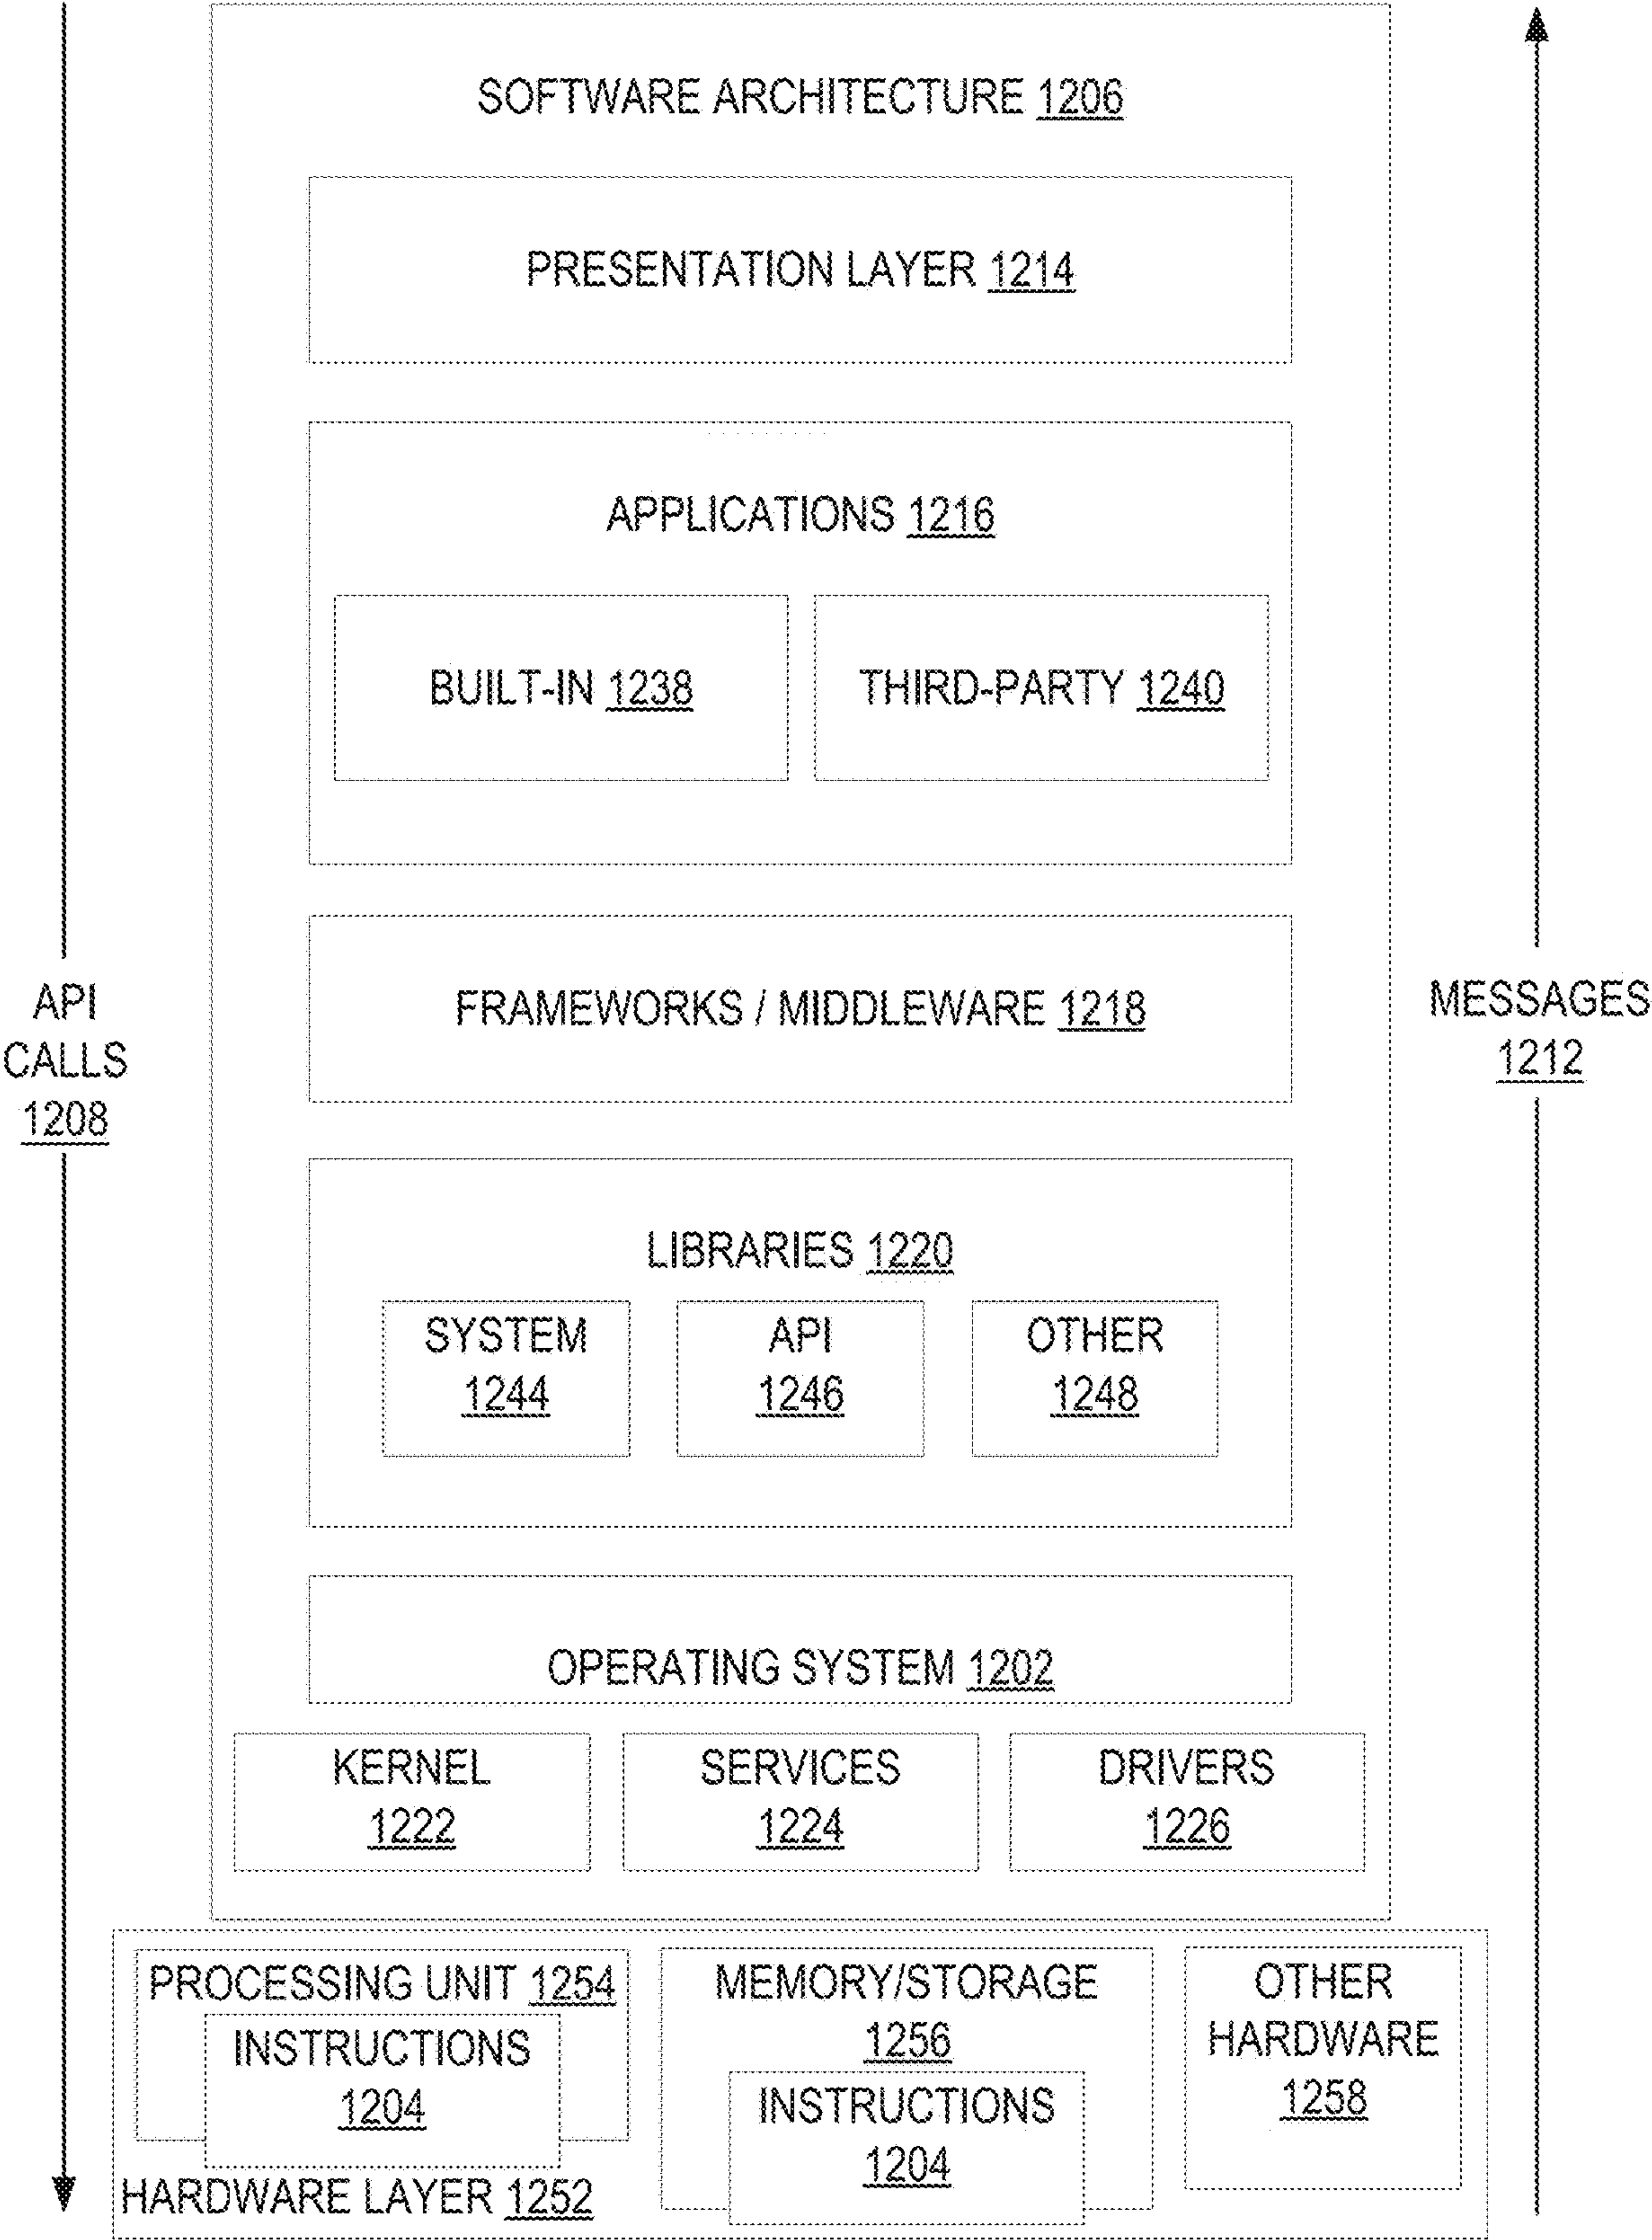 SOFTWARE ARCHITECTURE 1206
PRESENTATION LAYER 1214
APPLICATIONS 1216
BUILT-IN 1238
THIRD-PARTY 1240
API
CALLS
1208
FRAMEWORKS / MIDDLEWARE 1218
MESSAGES
1212
LIBRARIES 1220
SYSTEM
1244
API
1246
OTHER
1248
OPERATING SYSTEM 1202
KERNEL
1222
SERVICES
1224
DRIVERS
1226
PROCESSING UNIT 1254
INSTRUCTIONS
1204
MEMORY/STORAGE
1256
INSTRUCTIONS
1204
OTHER
HARDWARE
1258
HARDWARE LAYER 1252